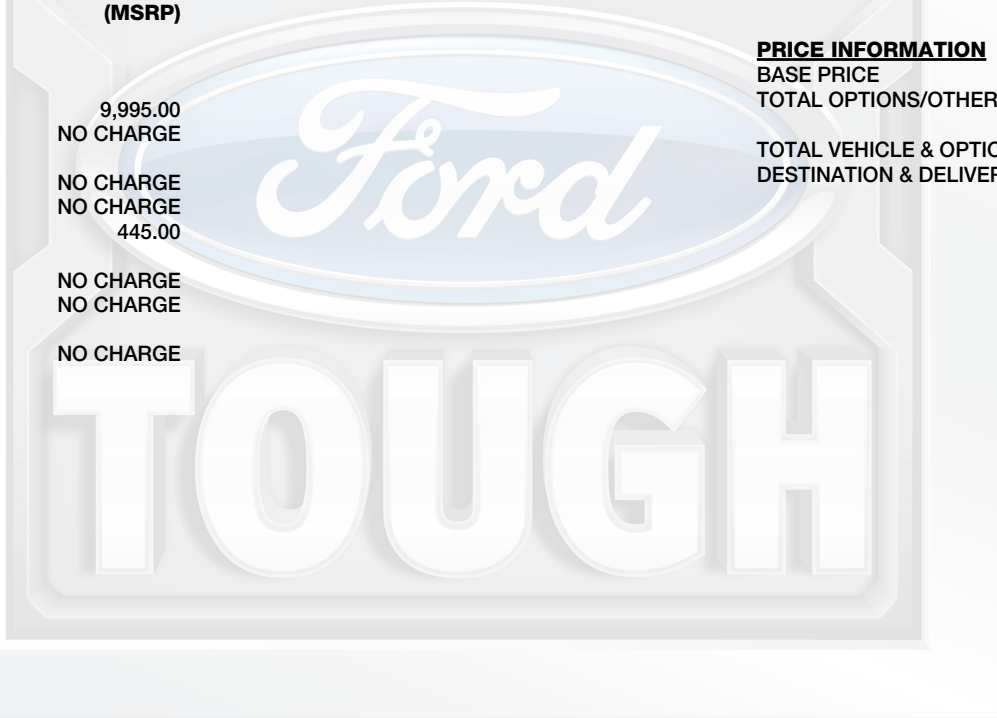 (MSRP)
9,995.00
NO CHARGE
NO CHARGE
NO CHARGE
445.00
NO CHARGE
NO CHARGE
NO CHARGE
PRICE INFORMATION
BASE PRICE
TOTAL OPTIONS/OTHER
TOTAL VEHICLE & OPTIO
DESTINATION & DELIVER
Ford
TOUGH